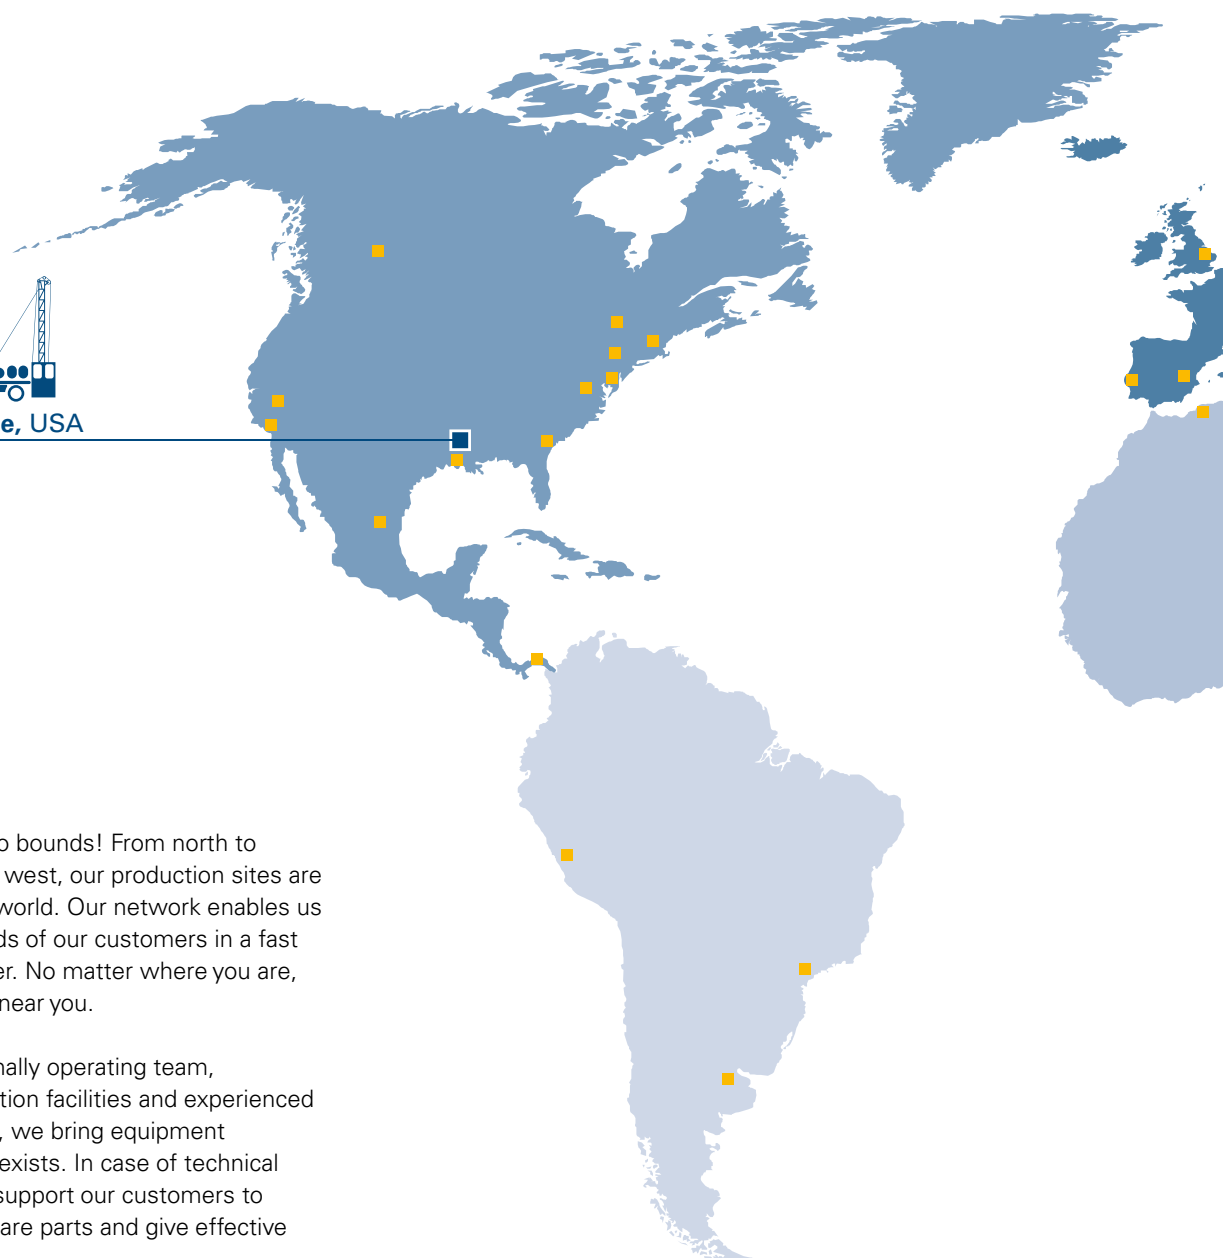 e, USA
o bounds! From north to
west, our production sites are
world. Our network enables us
ds of our customers in a fast
er. No matter where you are,
near you.
nally operating team,
tion facilities and experienced
, we bring equipment
exists. In case of technical
support our customers to
are parts and give effective